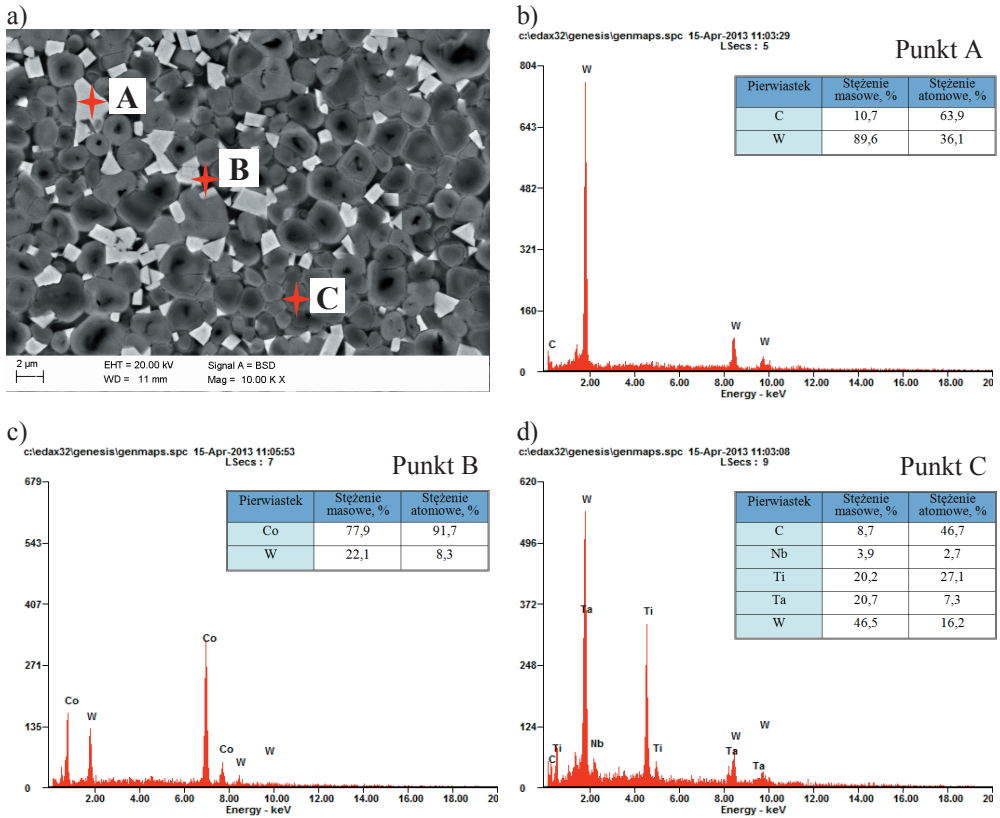 a)
A
B
C
2 μm
EHT = 20.00 kV
Signal A = BSD
WD = 11 mm
Mag = 10.00 K X
b)
c:\edax32\genesis\genmaps.spc 15-Apr-2013 11:03:29
LSecs : 5
Punkt A
Pierwiastek Stężenie masowe, % Stężenie atomowe, %
C 10,7 63,9
W 89,6 36,1
804
643
482
321
160
0
W
C
W
W
2.00 4.00 6.00 8.00 10.00 12.00 14.00 16.00 18.00 20.0
Energy - keV
c)
c:\edax32\genesis\genmaps.spc 15-Apr-2013 11:05:53
LSecs : 7
Punkt B
Pierwiastek Stężenie masowe, % Stężenie atomowe, %
Co 77,9 91,7
W 22,1 8,3
679
543
407
271
135
0
Co
W
Co
Co
W
W
2.00 4.00 6.00 8.00 10.00 12.00 14.00 16.00 18.00 20
Energy - keV
d)
c:\edax32\genesis\genmaps.spc 15-Apr-2013 11:03:08
LSecs : 9
Punkt C
Pierwiastek Stężenie masowe, % Stężenie atomowe, %
C 8,7 46,7
Nb 3,9 2,7
Ti 20,2 27,1
Ta 20,7 7,3
W 46,5 16,2
620
496
372
248
124
0
W
Ta
Ti
C
Ti
Nb
Ti
Ta
W
Ta
W
2.00 4.00 6.00 8.00 10.00 12.00 14.00 16.00 18.00 20.0
Energy - keV